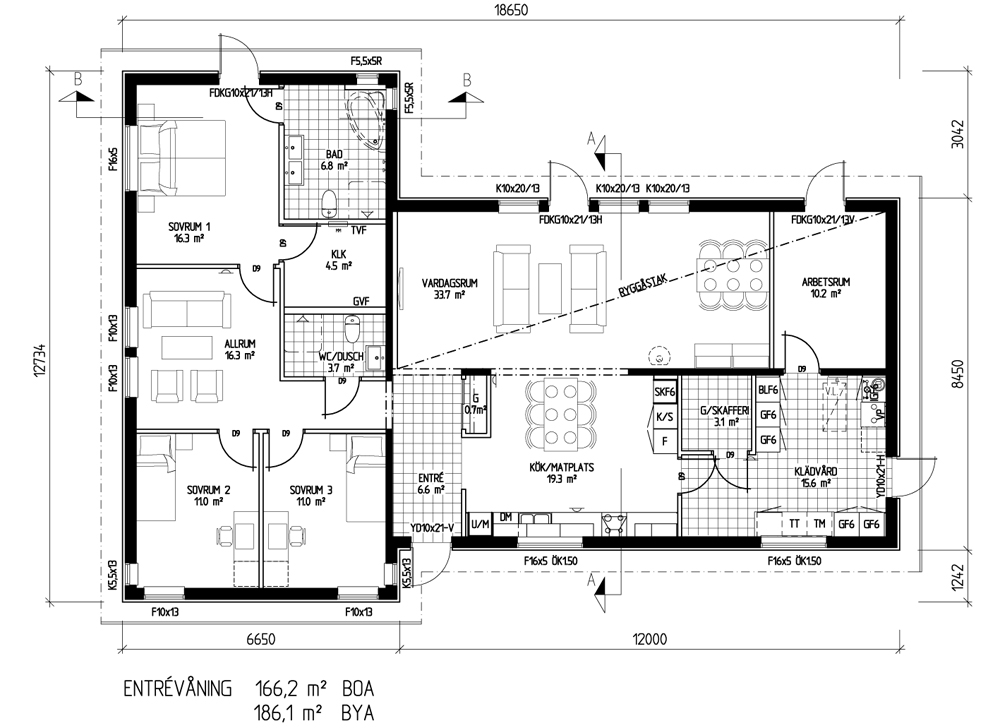 18650
B
B
F5,5x5R
F5,5x5R
FDKG10x21/13H
D9
3042
A
F16x5
BAD
6.8 m²
K10x20/13
K10x20/13
K10x20/13
FDKG10x21/13H
FDKG10x21/13V
SOVRUM 1
16.3 m²
TVF
D9
KLK
4.5 m²
D9
VARDAGSRUM
33.7 m²
RYGGÅSTAK
ARBETSRUM
10.2 m²
GVF
F10x13
12734
ALLRUM
16.3 m²
WC/DUSCH
3.7 m²
D9
D9
8450
F10x13
G
0.7m²
SKF6
K/S
F
G/SKAFFERI
3.1 m²
BLF6
GF6
GF6
V.L.
GF6
VP
D9
D9
D9
KÖK/MATPLATS
19.3 m²
D9
KLÄDVÅRD
15.6 m²
YD10x21-H
SOVRUM 2
11.0 m²
SOVRUM 3
11.0 m²
ENTRÉ
6.6 m²
YD10x21-V
U/M
DM
TT
TM
GF6
GF6
K5,5x13
K5,5x13
F16x5 ÖK1.50
F16x5 ÖK1.50
A
1242
F10x13
F10x13
6650
12000
ENTRÉVÅNING 166,2 m² BOA
186,1 m² BYA